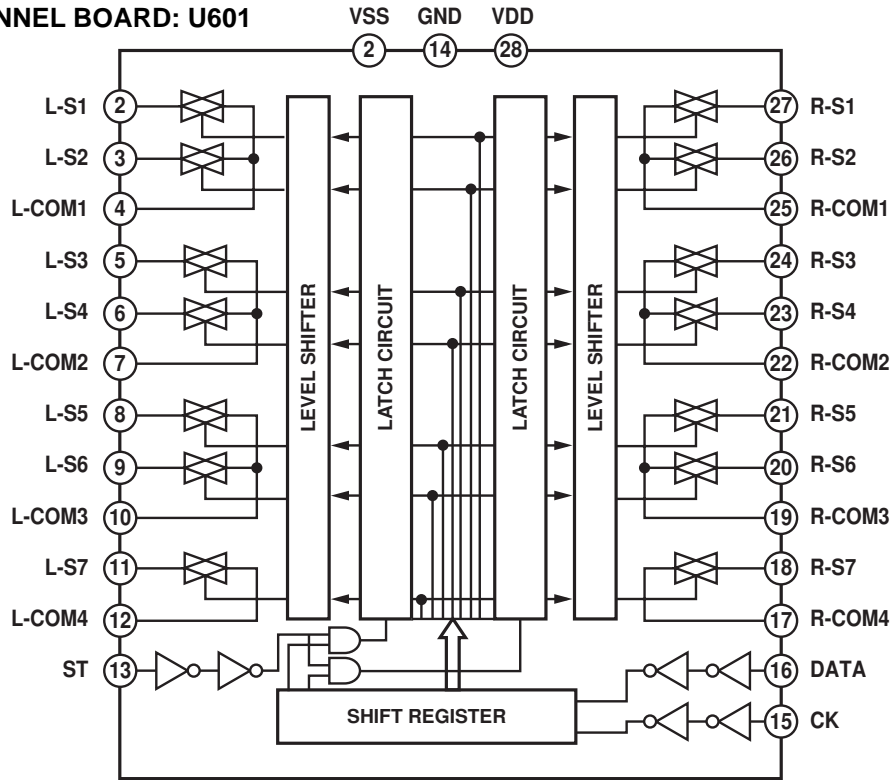 NNEL BOARD: U601
VSS GND VDD
2 14 28
L-S1 2 27 R-S1
L-S2 3 26 R-S2
L-COM1 4 25 R-COM1
L-S3 5 24 R-S3
L-S4 6 23 R-S4
L-COM2 7 22 R-COM2
LEVEL SHIFTER
LATCH CIRCUIT
LATCH CIRCUIT
LEVEL SHIFTER
L-S5 8 21 R-S5
L-S6 9 20 R-S6
L-COM3 10 19 R-COM3
L-S7 11 18 R-S7
L-COM4 12 17 R-COM4
ST 13 16 DATA
SHIFT REGISTER 15 CK